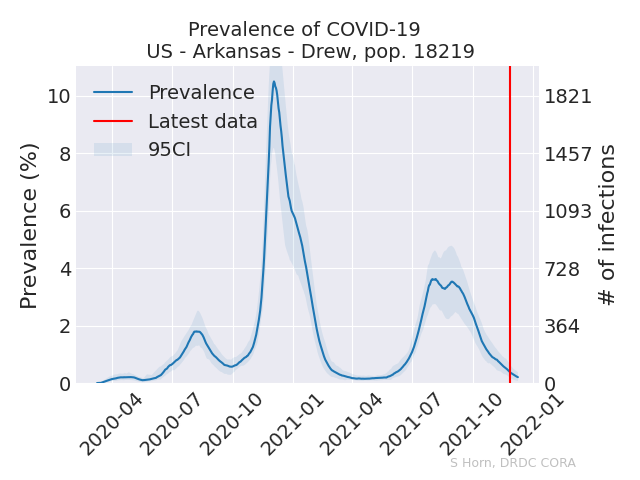 Prevalence of COVID-19
US - Arkansas - Drew, pop. 18219
Prevalence
Latest data
95CI
Prevalence (%)
10
8
6
4
2
0
1821
1457
1093
728
364
0
# of infections
2020-04
2020-07
2020-10
2021-01
2021-04
2021-07
2021-10
2022-01
S Horn, DRDC CORA